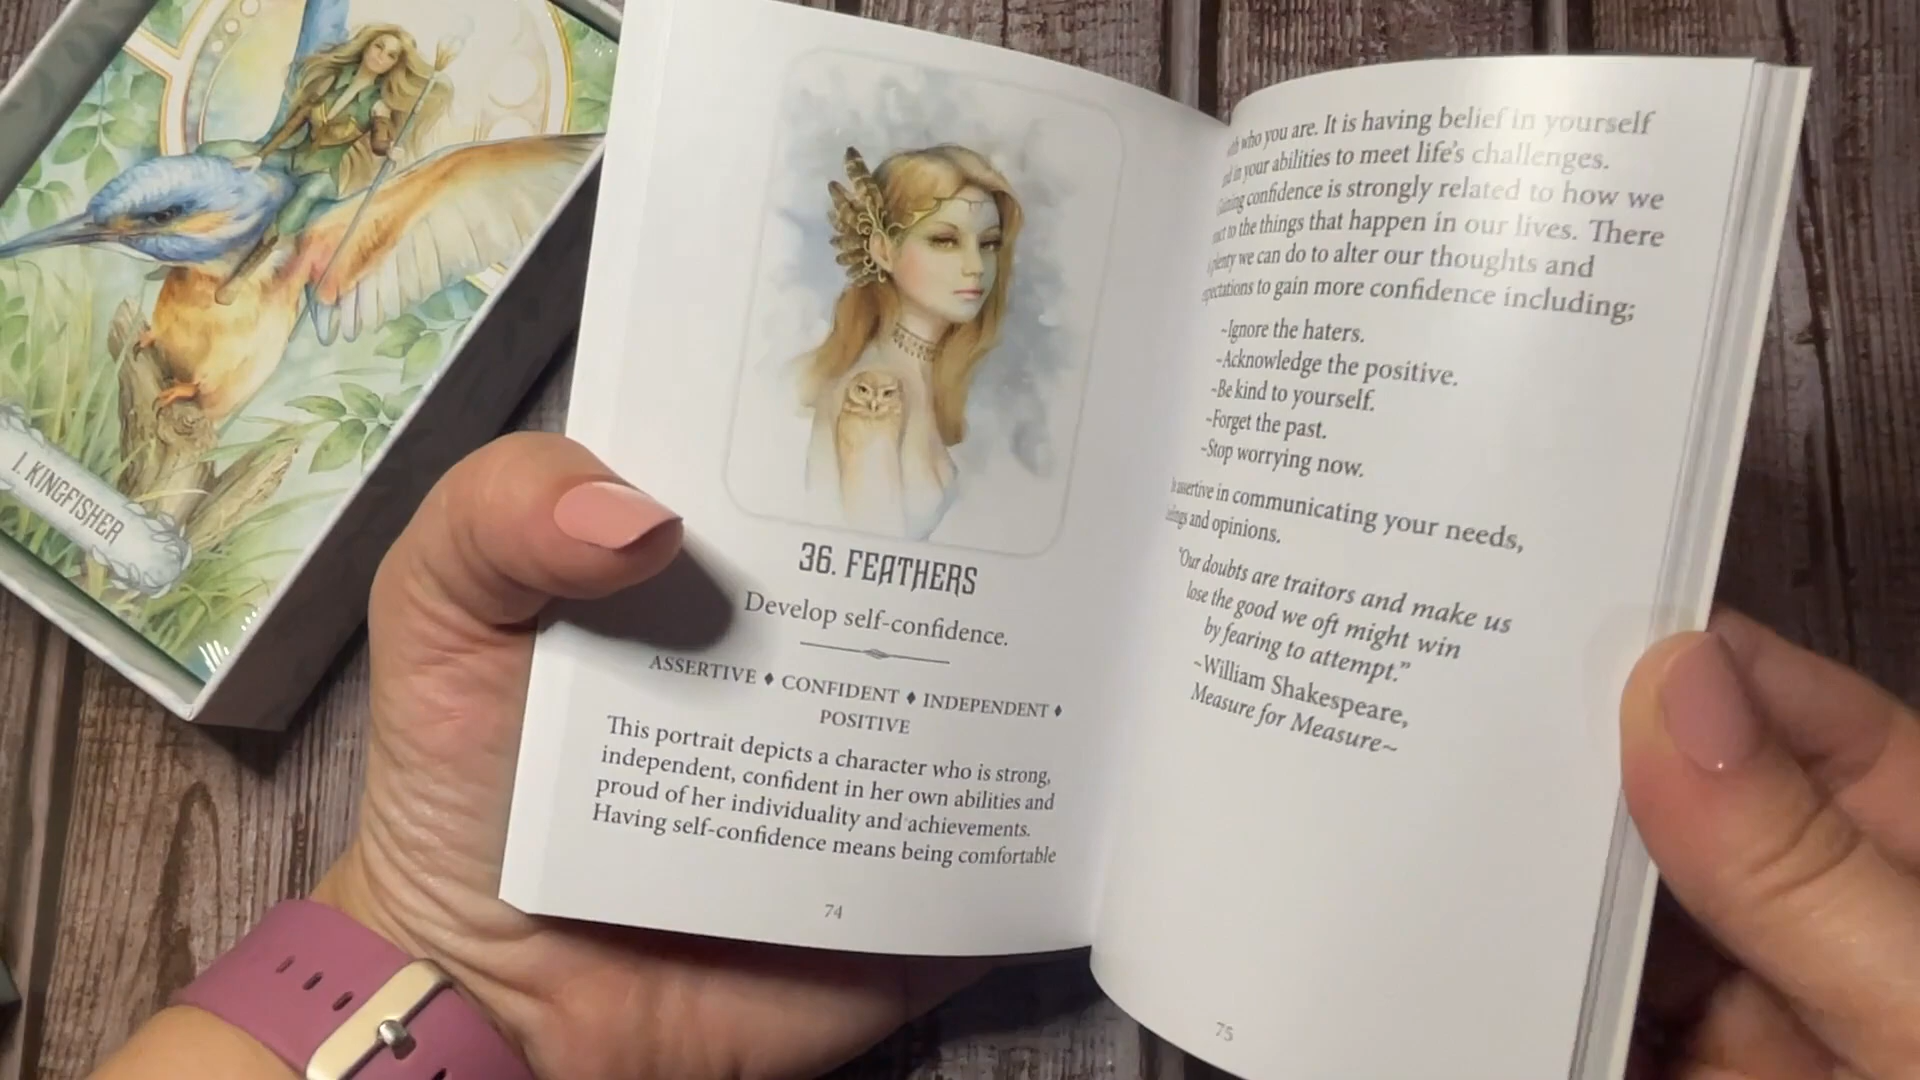 I. KINGFISHER
36. FEATHERS
Develop self-confidence.
ASSERTIVE ♦ CONFIDENT ♦ INDEPENDENT ♦
POSITIVE
This portrait depicts a character who is strong,
independent, confident in her own abilities and
proud of her individuality and achievements.
Having self-confidence means being comfortable
74
who you are. It is having belief in yourself
in your abilities to meet life's challenges.
confidence is strongly related to how we
to the things that happen in our lives. There
plenty we can do to alter our thoughts and
to gain more confidence including;
~Ignore the haters.
~Acknowledge the positive.
~Be kind to yourself.
~Forget the past.
~Stop worrying now.
assertive in communicating your needs,
and opinions.
"Our doubts are traitors and make us
lose the good we oft might win
by fearing to attempt."
~William Shakespeare,
Measure for Measure~
75